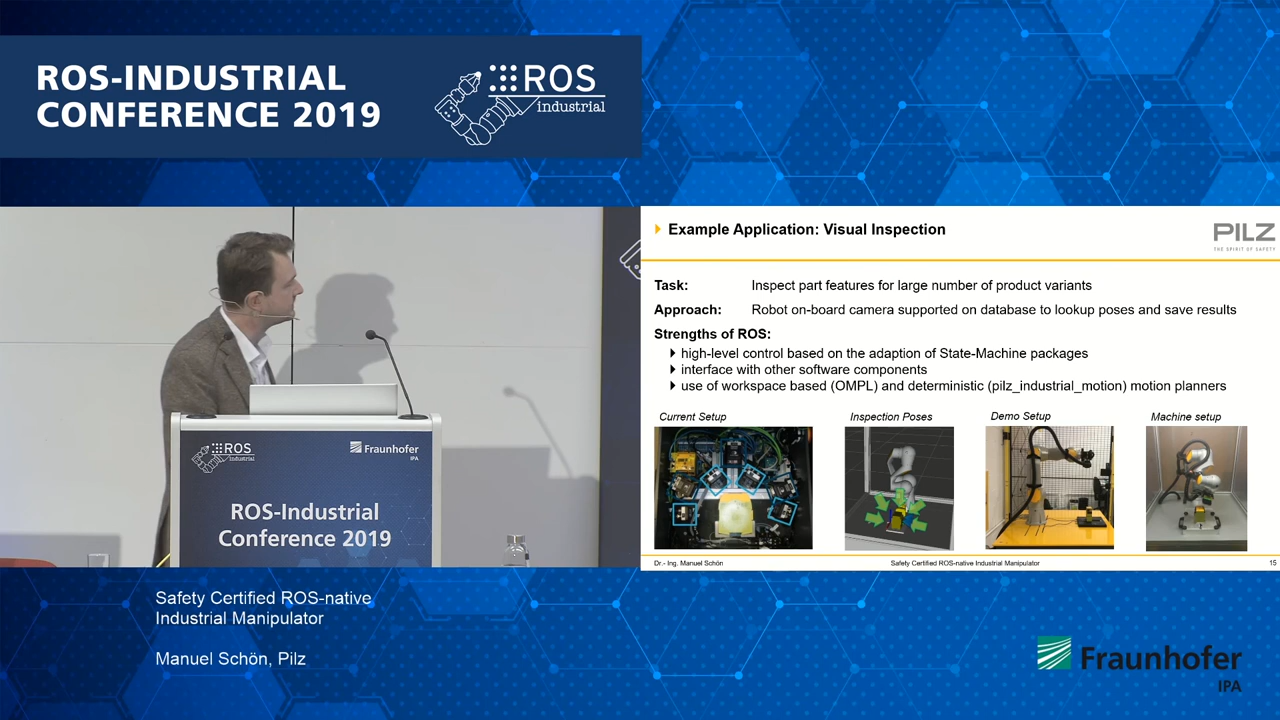 ROS-INDUSTRIAL
CONFERENCE 2019
ROS
industrial
Example Application: Visual Inspection
PILZ
THE SPIRIT OF SAFETY
Task: Inspect part features for large number of product variants
Approach: Robot on-board camera supported on database to lookup poses and save results
Strengths of ROS:
high-level control based on the adaption of State-Machine packages
interface with other software components
use of workspace based (OMPL) and deterministic (pilz_industrial_motion) motion planners
Current Setup
Inspection Poses
Demo Setup
Machine setup
Dr.- Ing. Manuel Schön
Safety Certified ROS-native Industrial Manipulator
15
ROS
industrial
Fraunhofer
IPA
ROS-Industrial
Conference 2019
Safety Certified ROS-native
Industrial Manipulator
Manuel Schön, Pilz
Fraunhofer
IPA